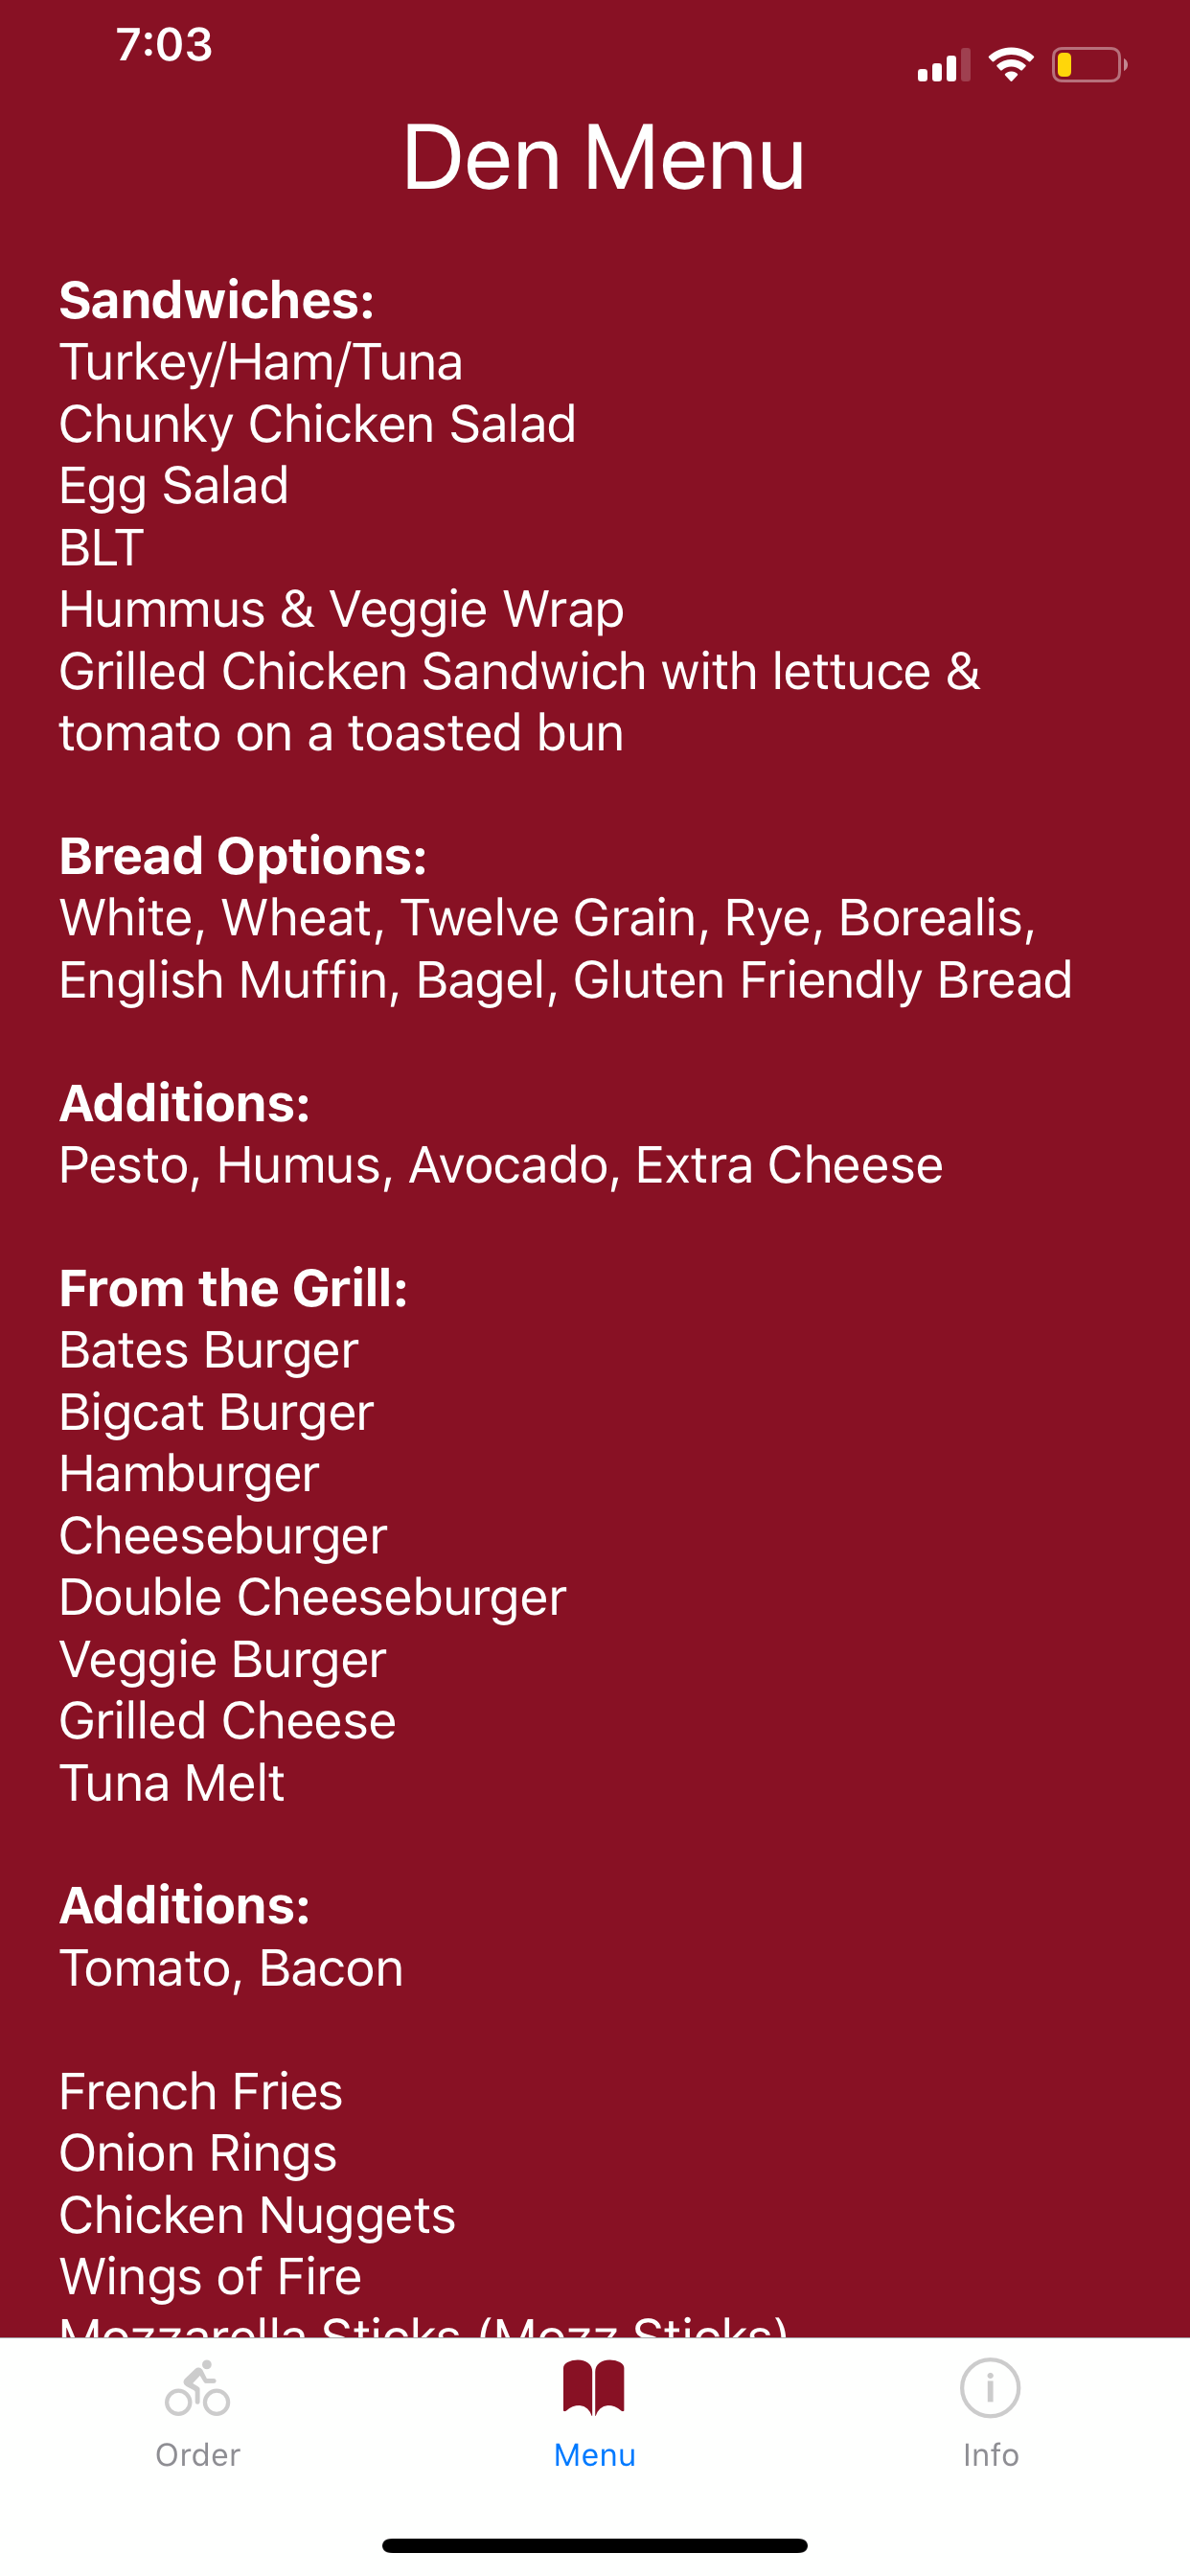 7:03
Den Menu
Sandwiches:
Turkey/Ham/Tuna
Chunky Chicken Salad
Egg Salad
BLT
Hummus & Veggie Wrap
Grilled Chicken Sandwich with lettuce &
tomato on a toasted bun
Bread Options:
White, Wheat, Twelve Grain, Rye, Borealis,
English Muffin, Bagel, Gluten Friendly Bread
Additions:
Pesto, Humus, Avocado, Extra Cheese
From the Grill:
Bates Burger
Bigcat Burger
Hamburger
Cheeseburger
Double Cheeseburger
Veggie Burger
Grilled Cheese
Tuna Melt
Additions:
Tomato, Bacon
French Fries
Onion Rings
Chicken Nuggets
Wings of Fire
Mozzarella Sticks (Mozz Sticks)
Order
Menu
Info